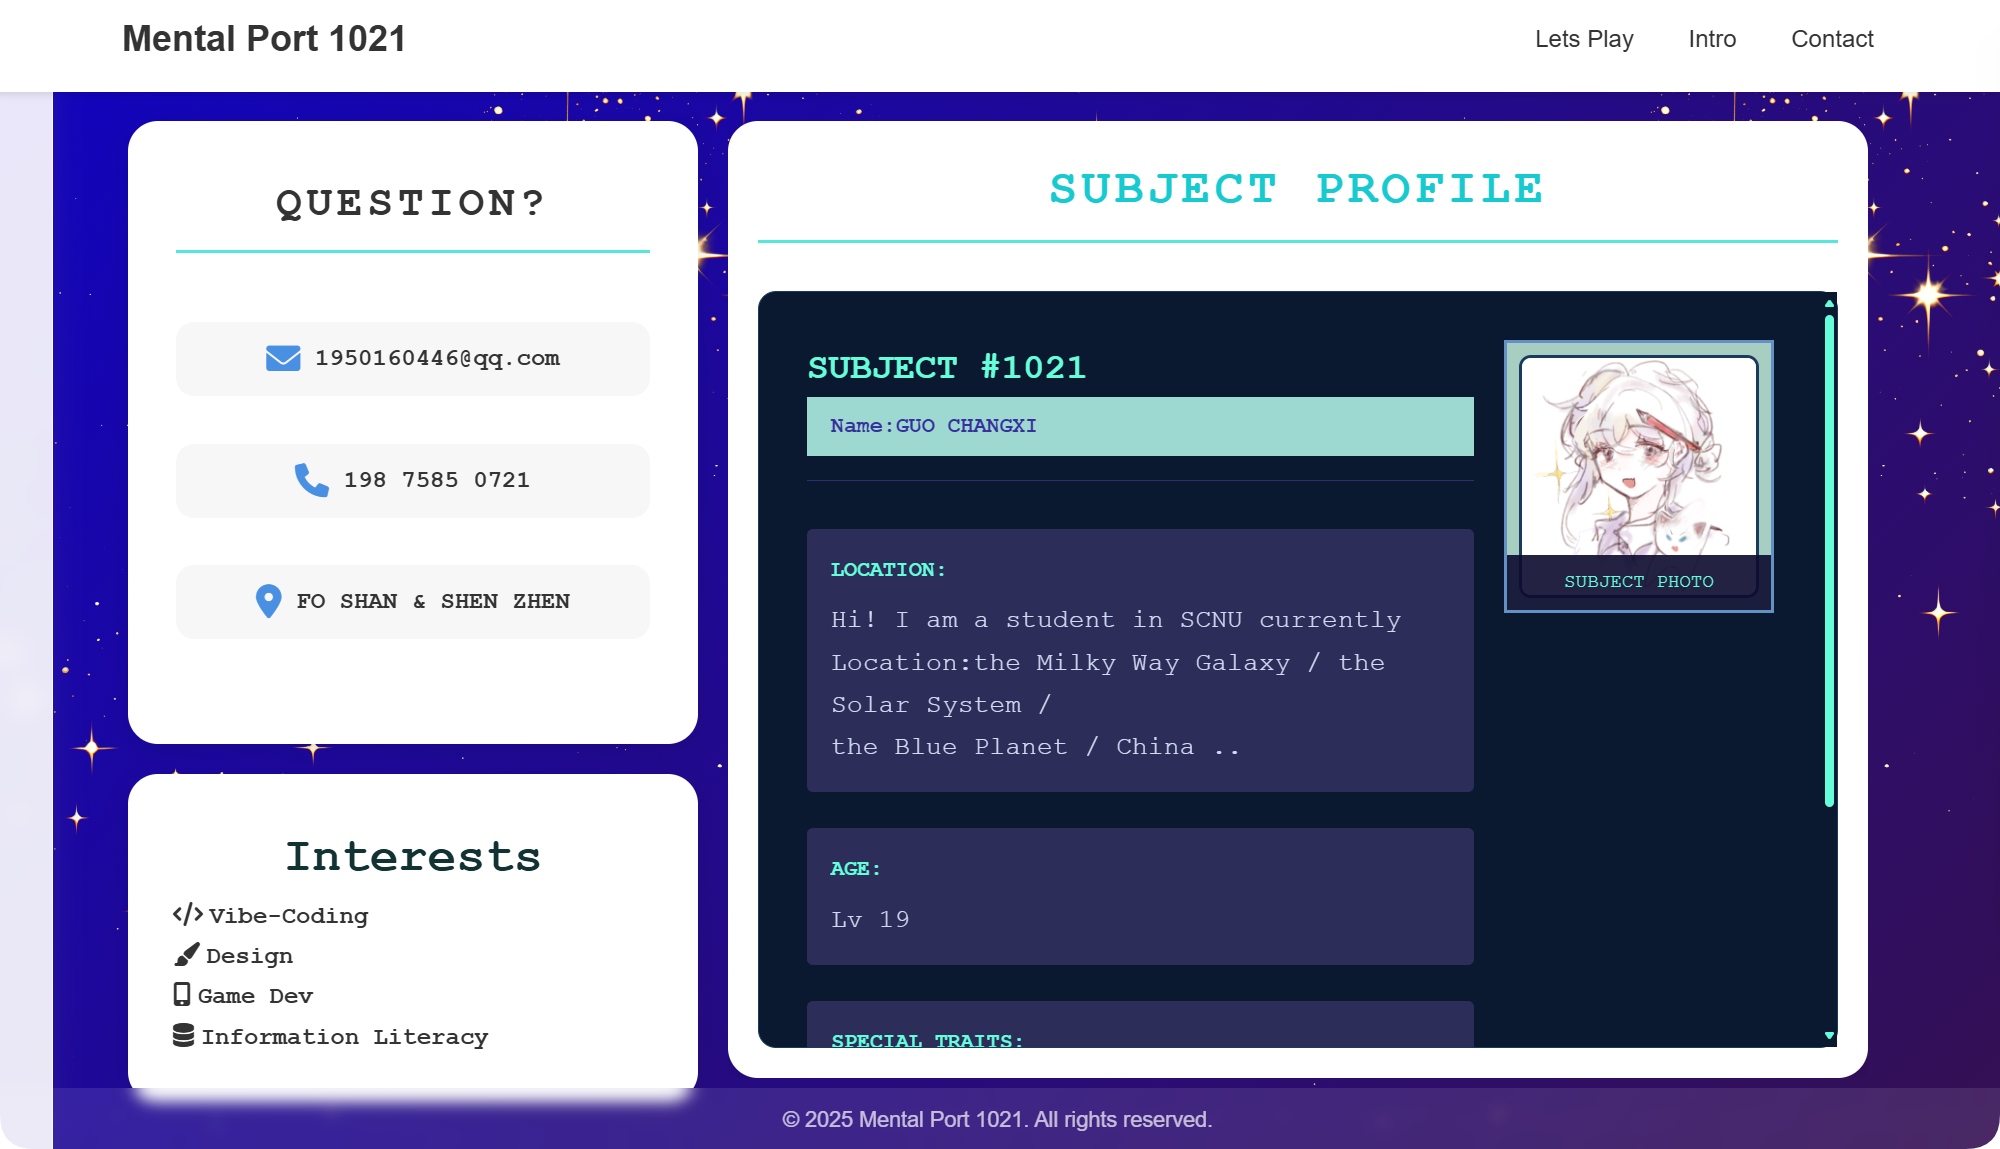 Mental Port 1021
Lets Play
Intro
Contact
QUESTION?
1950160446@qq.com
198 7585 0721
FO SHAN & SHEN ZHEN
Interests
Vibe-Coding
Design
Game Dev
Information Literacy
SUBJECT PROFILE
SUBJECT #1021
Name:GUO CHANGXI
LOCATION:
Hi! I am a student in SCNU currently
Location:the Milky Way Galaxy / the
Solar System /
the Blue Planet / China ..
AGE:
Lv 19
SPECIAL TRAITS:
SUBJECT PHOTO
© 2025 Mental Port 1021. All rights reserved.